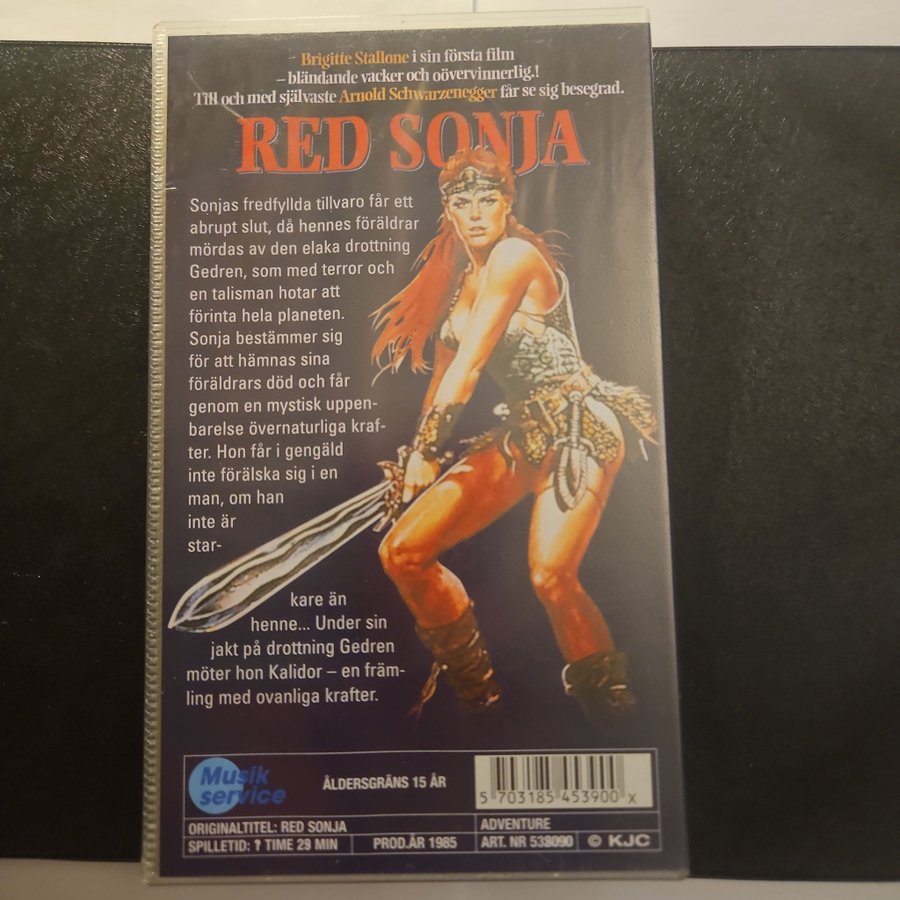 Brigitte Stallone i sin första film
– bländande vacker och oövervinnerlig.!
Till och med självaste Arnold Schwarzenegger får se sig besegrad.
RED SONJA
Sonjas fredfyllda tillvaro får ett
abrupt slut, då hennes föräldrar
mördas av den elaka drottning
Gedren, som med terror och
en talisman hotar att
förinta hela planeten.
Sonja bestämmer sig
för att hämnas sina
föräldrars död och får
genom en mystisk uppen-
barelse övernaturliga kraf-
ter. Hon får i gengäld
inte förälska sig i en
man, om han
inte är
star-
kare än
henne... Under sin
jakt på drottning Gedren
möter hon Kalidor – en främ-
ling med ovanliga krafter.
Musik
service
ÅLDERSGRÄNS 15 ÅR
5 703185 453900 x
ORIGINALTITEL: RED SONJA
ADVENTURE
SPILLETID: TIME 29 MIN
PROD.ÅR 1985
ART. NR 538090
© KJC